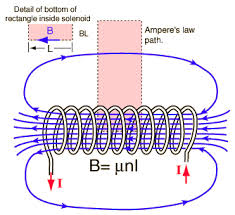 Detail of bottom of
rectangle inside solenoid
B
BL
L
Ampere's law
path.
B= μnI
I
I